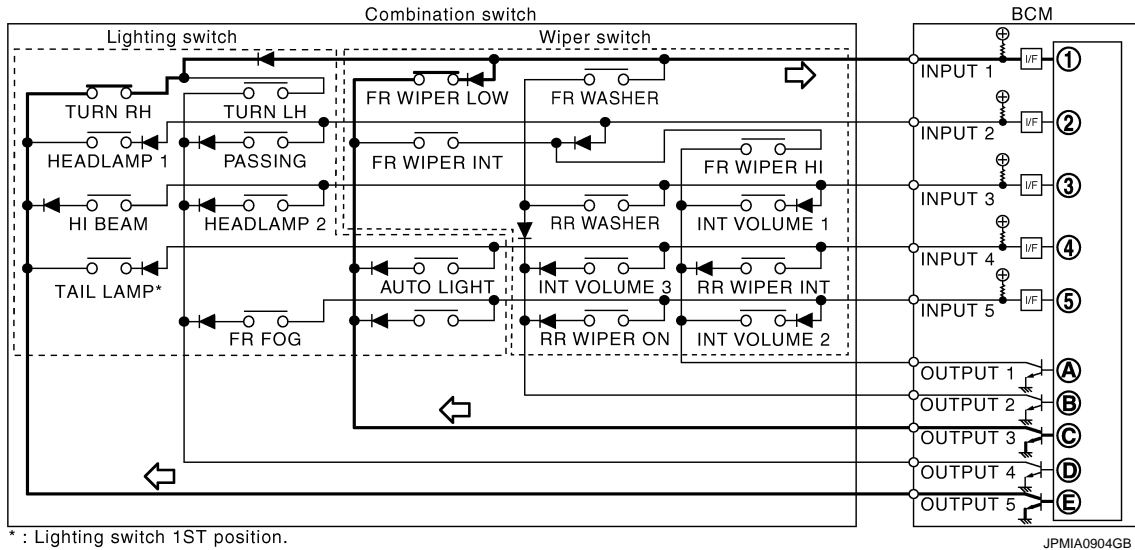 Combination switch
BCM
Lighting switch
Wiper switch
INPUT 1
I/F
1
TURN RH
TURN LH
FR WIPER LOW
FR WASHER
INPUT 2
I/F
2
HEADLAMP 1
PASSING
FR WIPER INT
FR WIPER HI
INPUT 3
I/F
3
HI BEAM
HEADLAMP 2
RR WASHER
INT VOLUME 1
INPUT 4
I/F
4
TAIL LAMP*
AUTO LIGHT
INT VOLUME 3
RR WIPER INT
INPUT 5
I/F
5
FR FOG
RR WIPER ON
INT VOLUME 2
OUTPUT 1
A
OUTPUT 2
B
OUTPUT 3
C
OUTPUT 4
D
OUTPUT 5
E
* : Lighting switch 1ST position.
JPMIA0904GB